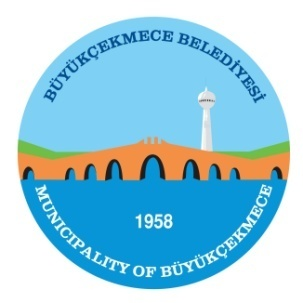 BÜYÜKÇEKMECE BELEDİYESİ
1958
MUNICIPALITY OF BÜYÜKÇEKMECE